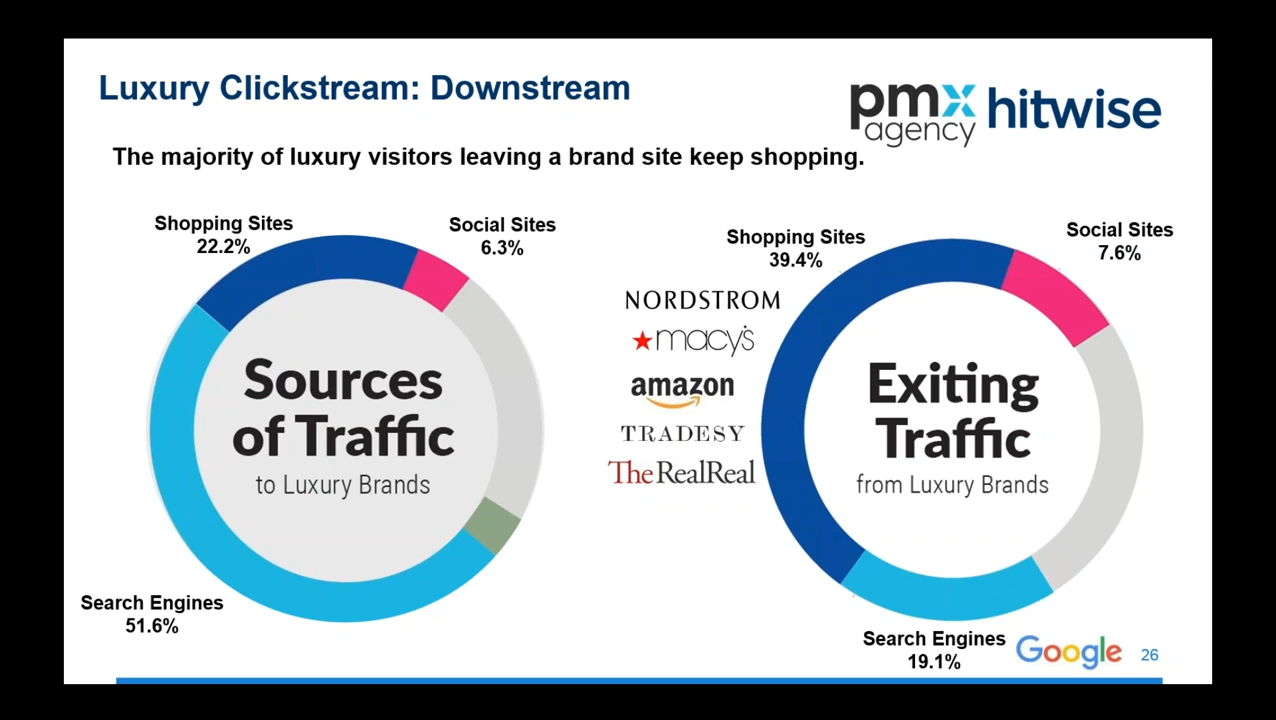 Luxury Clickstream: Downstream
pmx
agency
hitwise
The majority of luxury visitors leaving a brand site keep shopping.
Shopping Sites
22.2%
Social Sites
6.3%
Sources
of Traffic
to Luxury Brands
Search Engines
51.6%
NORDSTROM
macy's
amazon
TRADESY
TheRealReal
Shopping Sites
39.4%
Social Sites
7.6%
Exiting
Traffic
from Luxury Brands
Search Engines
19.1%
Google
26